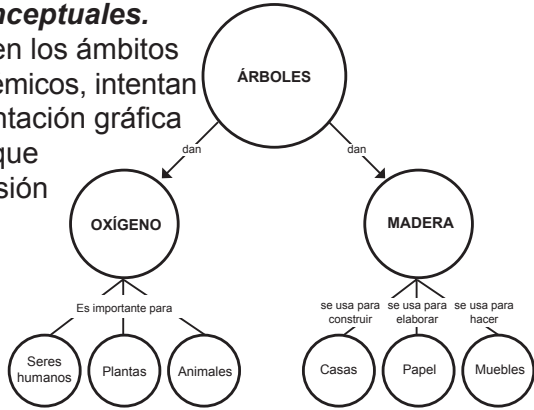 nceptuales.
en los ámbitos
émicos, intentan
ntación gráfica
que
sión
ÁRBOLES
dan
dan
OXÍGENO
MADERA
Es importante para
se usa para
construir
se usa para
elaborar
se usa para
hacer
Seres
humanos
Plantas
Animales
Casas
Papel
Muebles